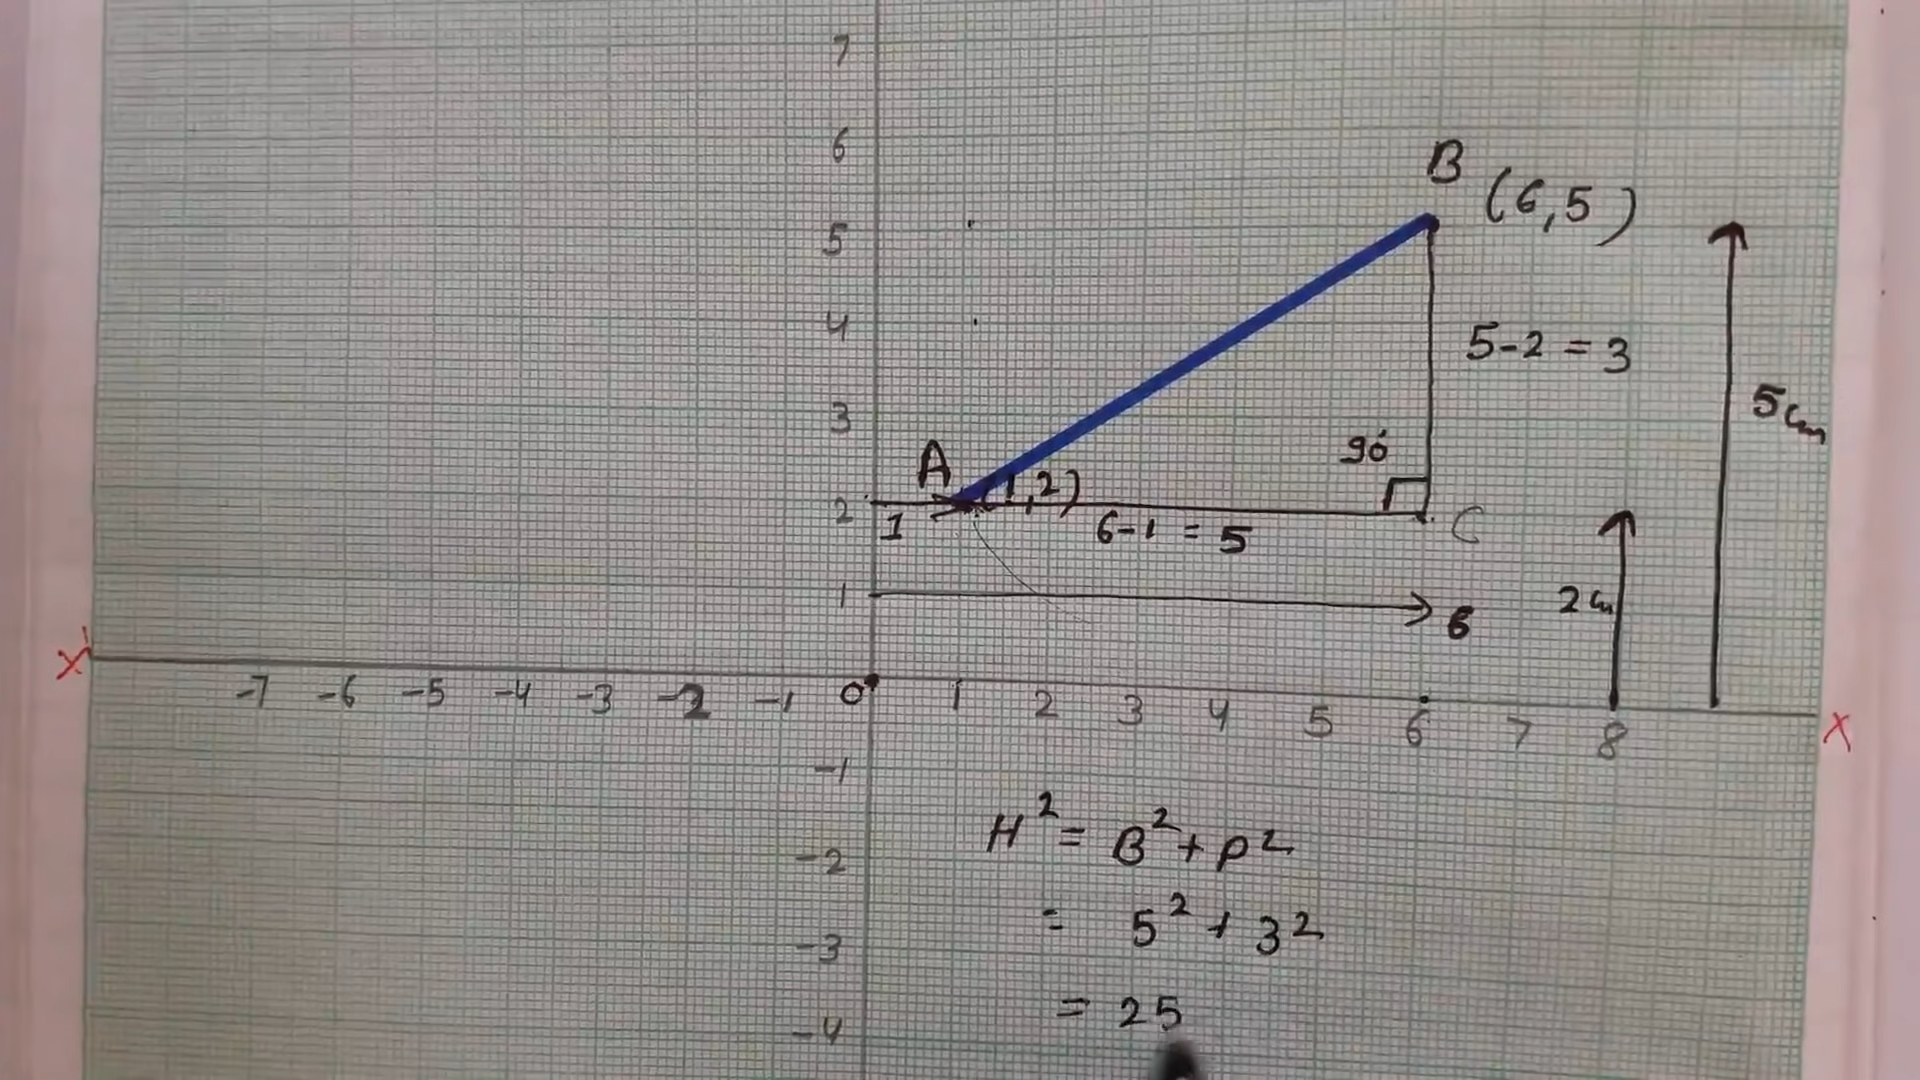 7
6
B
(6,5)
5
4
5-2 = 3
5cm
3
A
90°
(1,2)
2
1
6-1 = 5
C
1
6
2cm
X'
-7 -6 -5 -4 -3 -2 -1 0 1 2 3 4 5 6 7 8
X
-1
H² = B² + P²
-2
= 5² + 3²
-3
= 25
-4